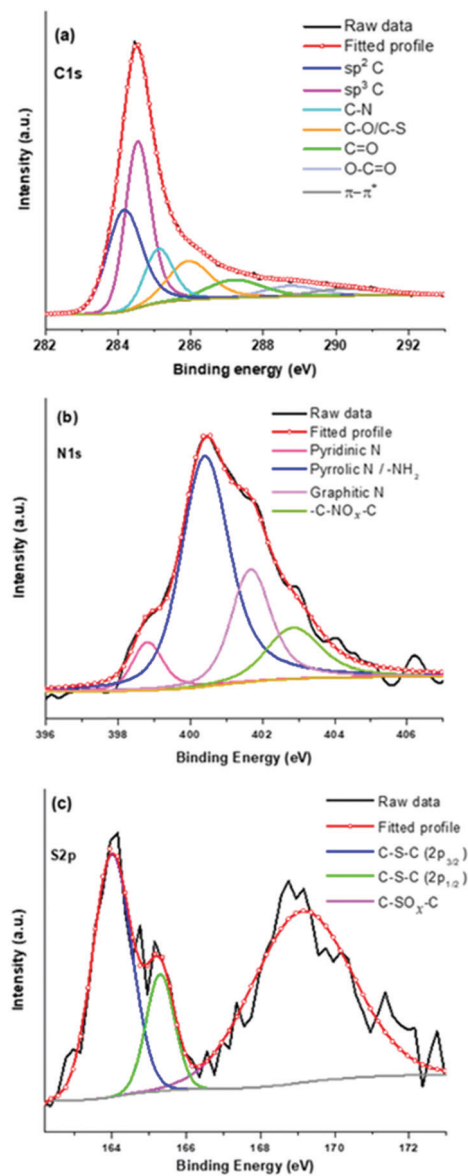 (a)
C1s
Raw data
Fitted profile
sp² C
sp³ C
C-N
C-O/C-S
C=O
O-C=O
π-π*
Intensity (a.u.)
282 284 286 288 290 292
Binding energy (eV)
(b)
N1s
Raw data
Fitted profile
Pyridinic N
Pyrrolic N / -NH₂
Graphitic N
-C-NOₓ-C
Intensity (a.u.)
396 398 400 402 404 406
Binding Energy (eV)
(c)
S2p
Raw data
Fitted profile
C-S-C (2p₃/₂)
C-S-C (2p₁/₂)
C-SOₓ-C
Intensity (a.u.)
164 166 168 170 172
Binding Energy (eV)